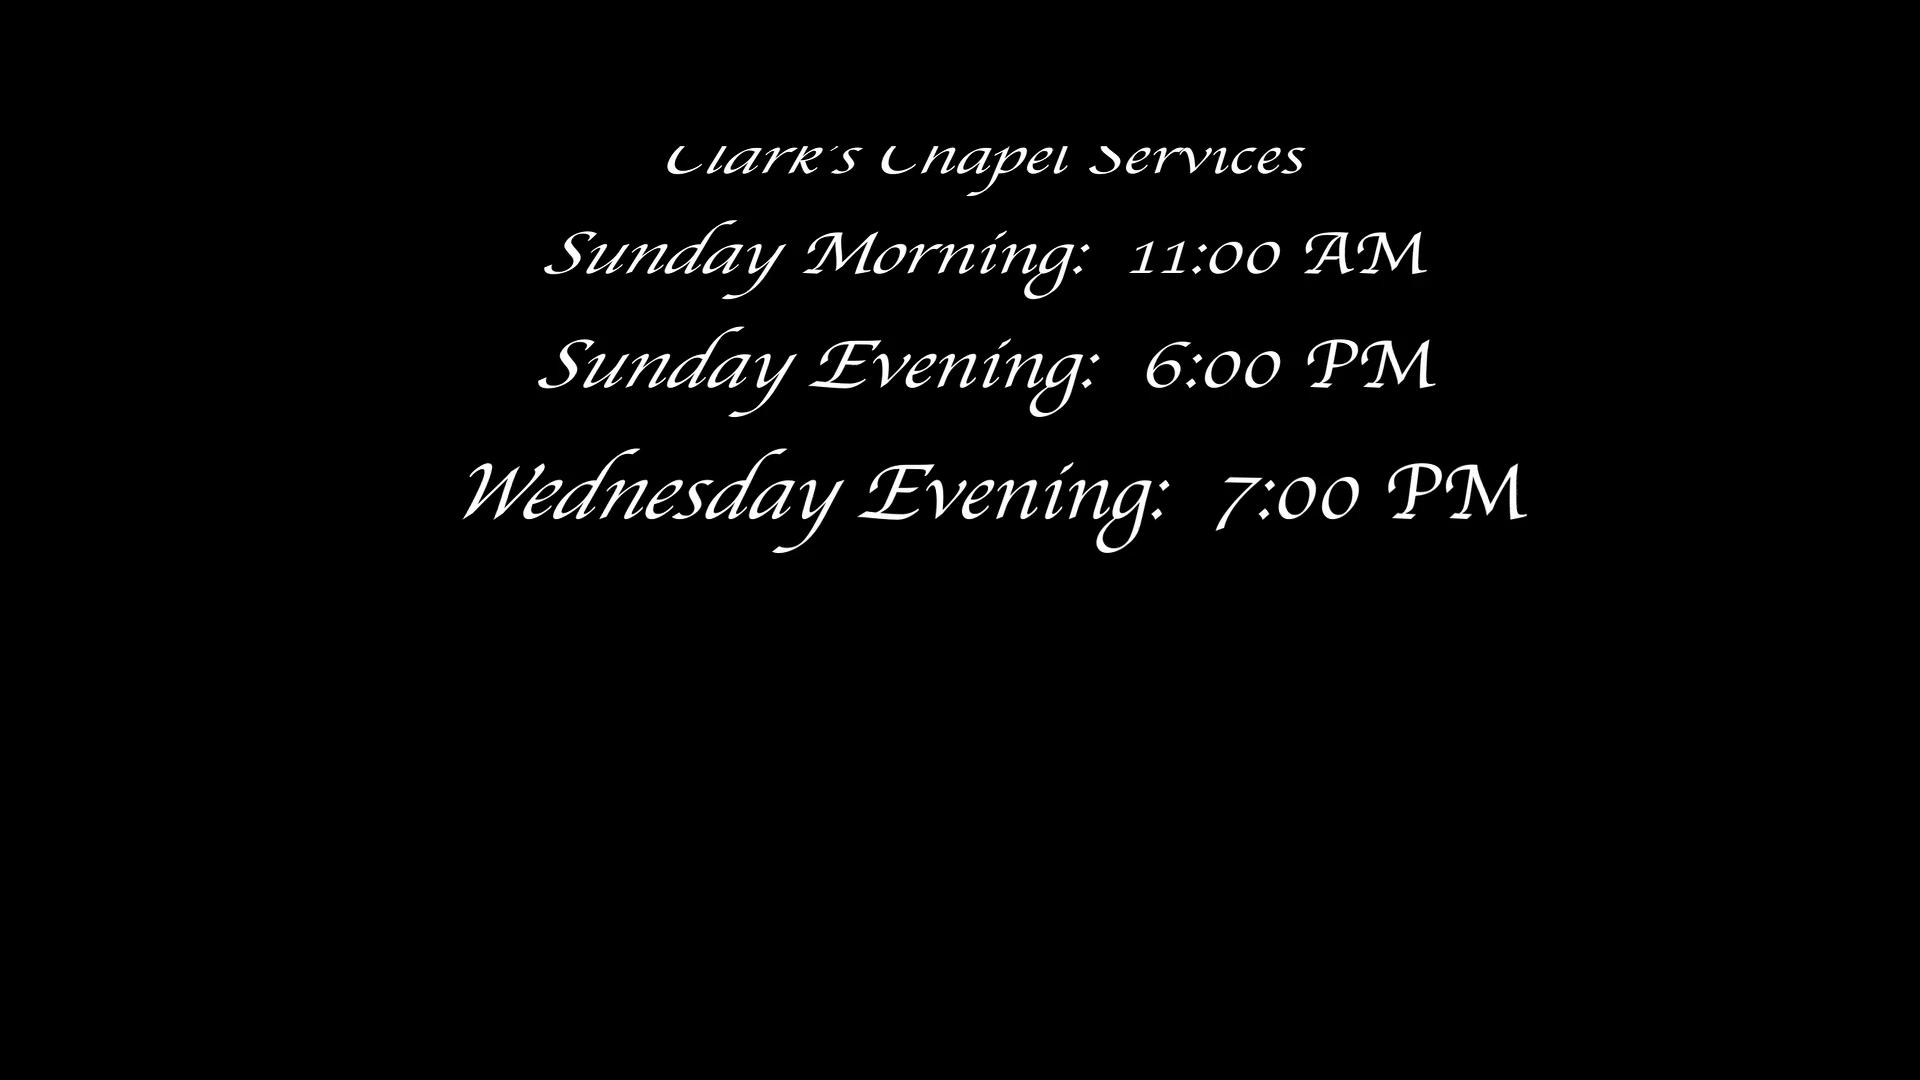 Clark's Chapel Services
Sunday Morning:  11:00 AM
Sunday Evening:  6:00 PM
Wednesday Evening:  7:00 PM